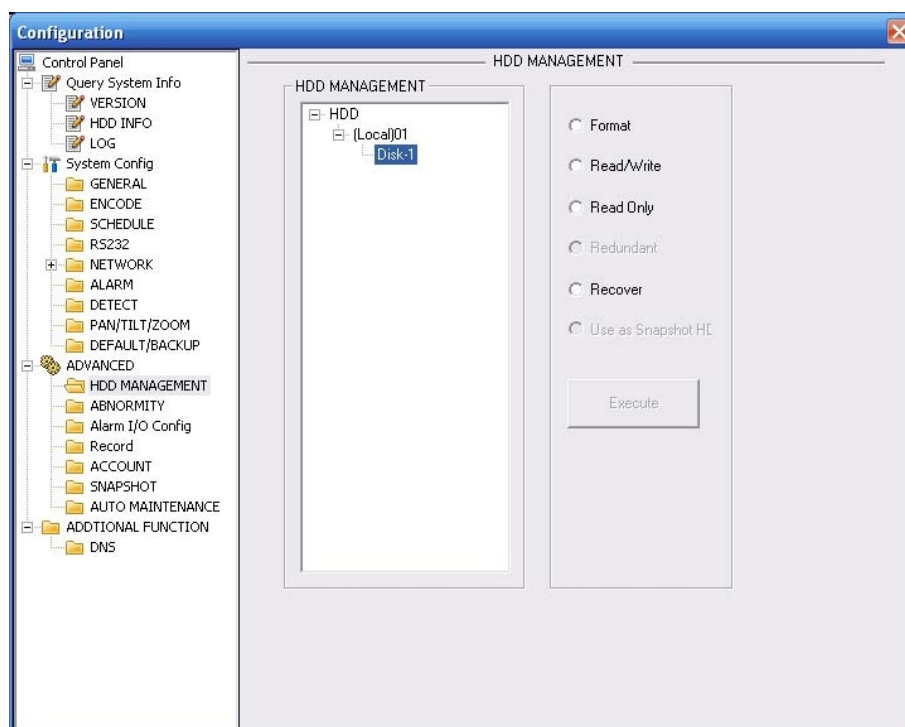 Configuration
Control Panel
Query System Info
VERSION
HDD INFO
LOG
System Config
GENERAL
ENCODE
SCHEDULE
RS232
NETWORK
ALARM
DETECT
PAN/TILT/ZOOM
DEFAULT/BACKUP
ADVANCED
HDD MANAGEMENT
ABNORMITY
Alarm I/O Config
Record
ACCOUNT
SNAPSHOT
AUTO MAINTENANCE
ADDTIONAL FUNCTION
DNS
HDD MANAGEMENT
HDD MANAGEMENT
HDD
(Local)01
Disk-1
Format
Read/Write
Read Only
Redundant
Recover
Use as Snapshot
Execute